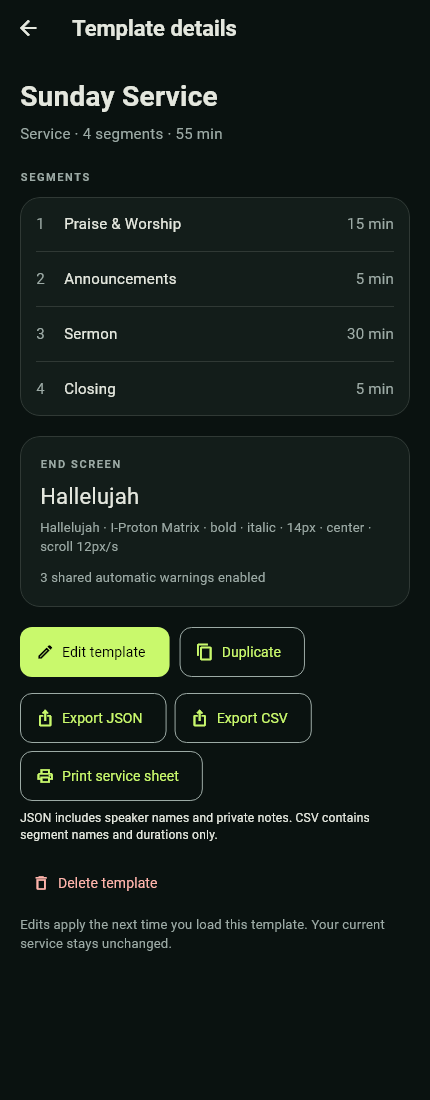 Template details
Sunday Service
Service · 4 segments · 55 min
SEGMENTS
1 Praise & Worship 15 min
2 Announcements 5 min
3 Sermon 30 min
4 Closing 5 min
END SCREEN
Hallelujah
Hallelujah · I-Proton Matrix · bold · italic · 14px · center ·
scroll 12px/s
3 shared automatic warnings enabled
Edit template Duplicate
Export JSON Export CSV
Print service sheet
JSON includes speaker names and private notes. CSV contains
segment names and durations only.
Delete template
Edits apply the next time you load this template. Your current
service stays unchanged.